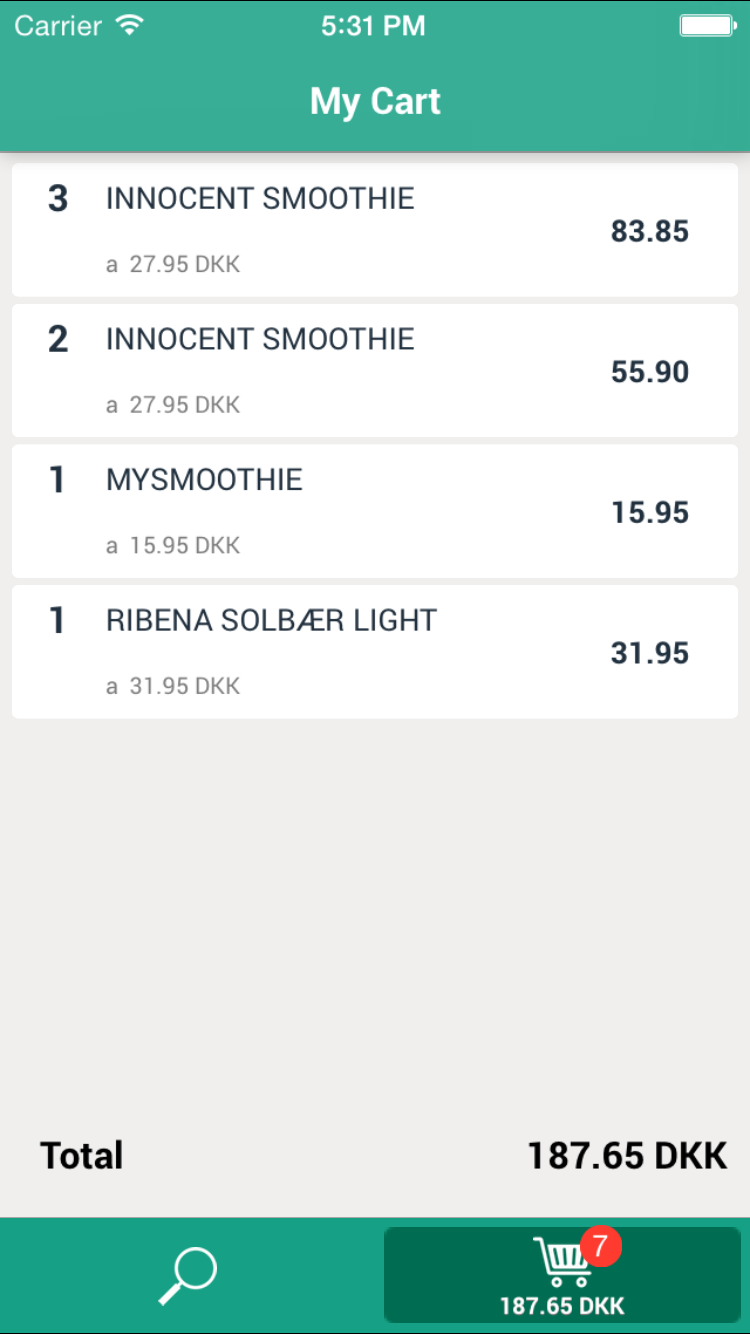 Carrier 5:31 PM
My Cart
3 INNOCENT SMOOTHIE
83.85
a 27.95 DKK
2 INNOCENT SMOOTHIE
55.90
a 27.95 DKK
1 MYSMOOTHIE
15.95
a 15.95 DKK
1 RIBENA SOLBÆR LIGHT
31.95
a 31.95 DKK
Total 187.65 DKK
7
187.65 DKK